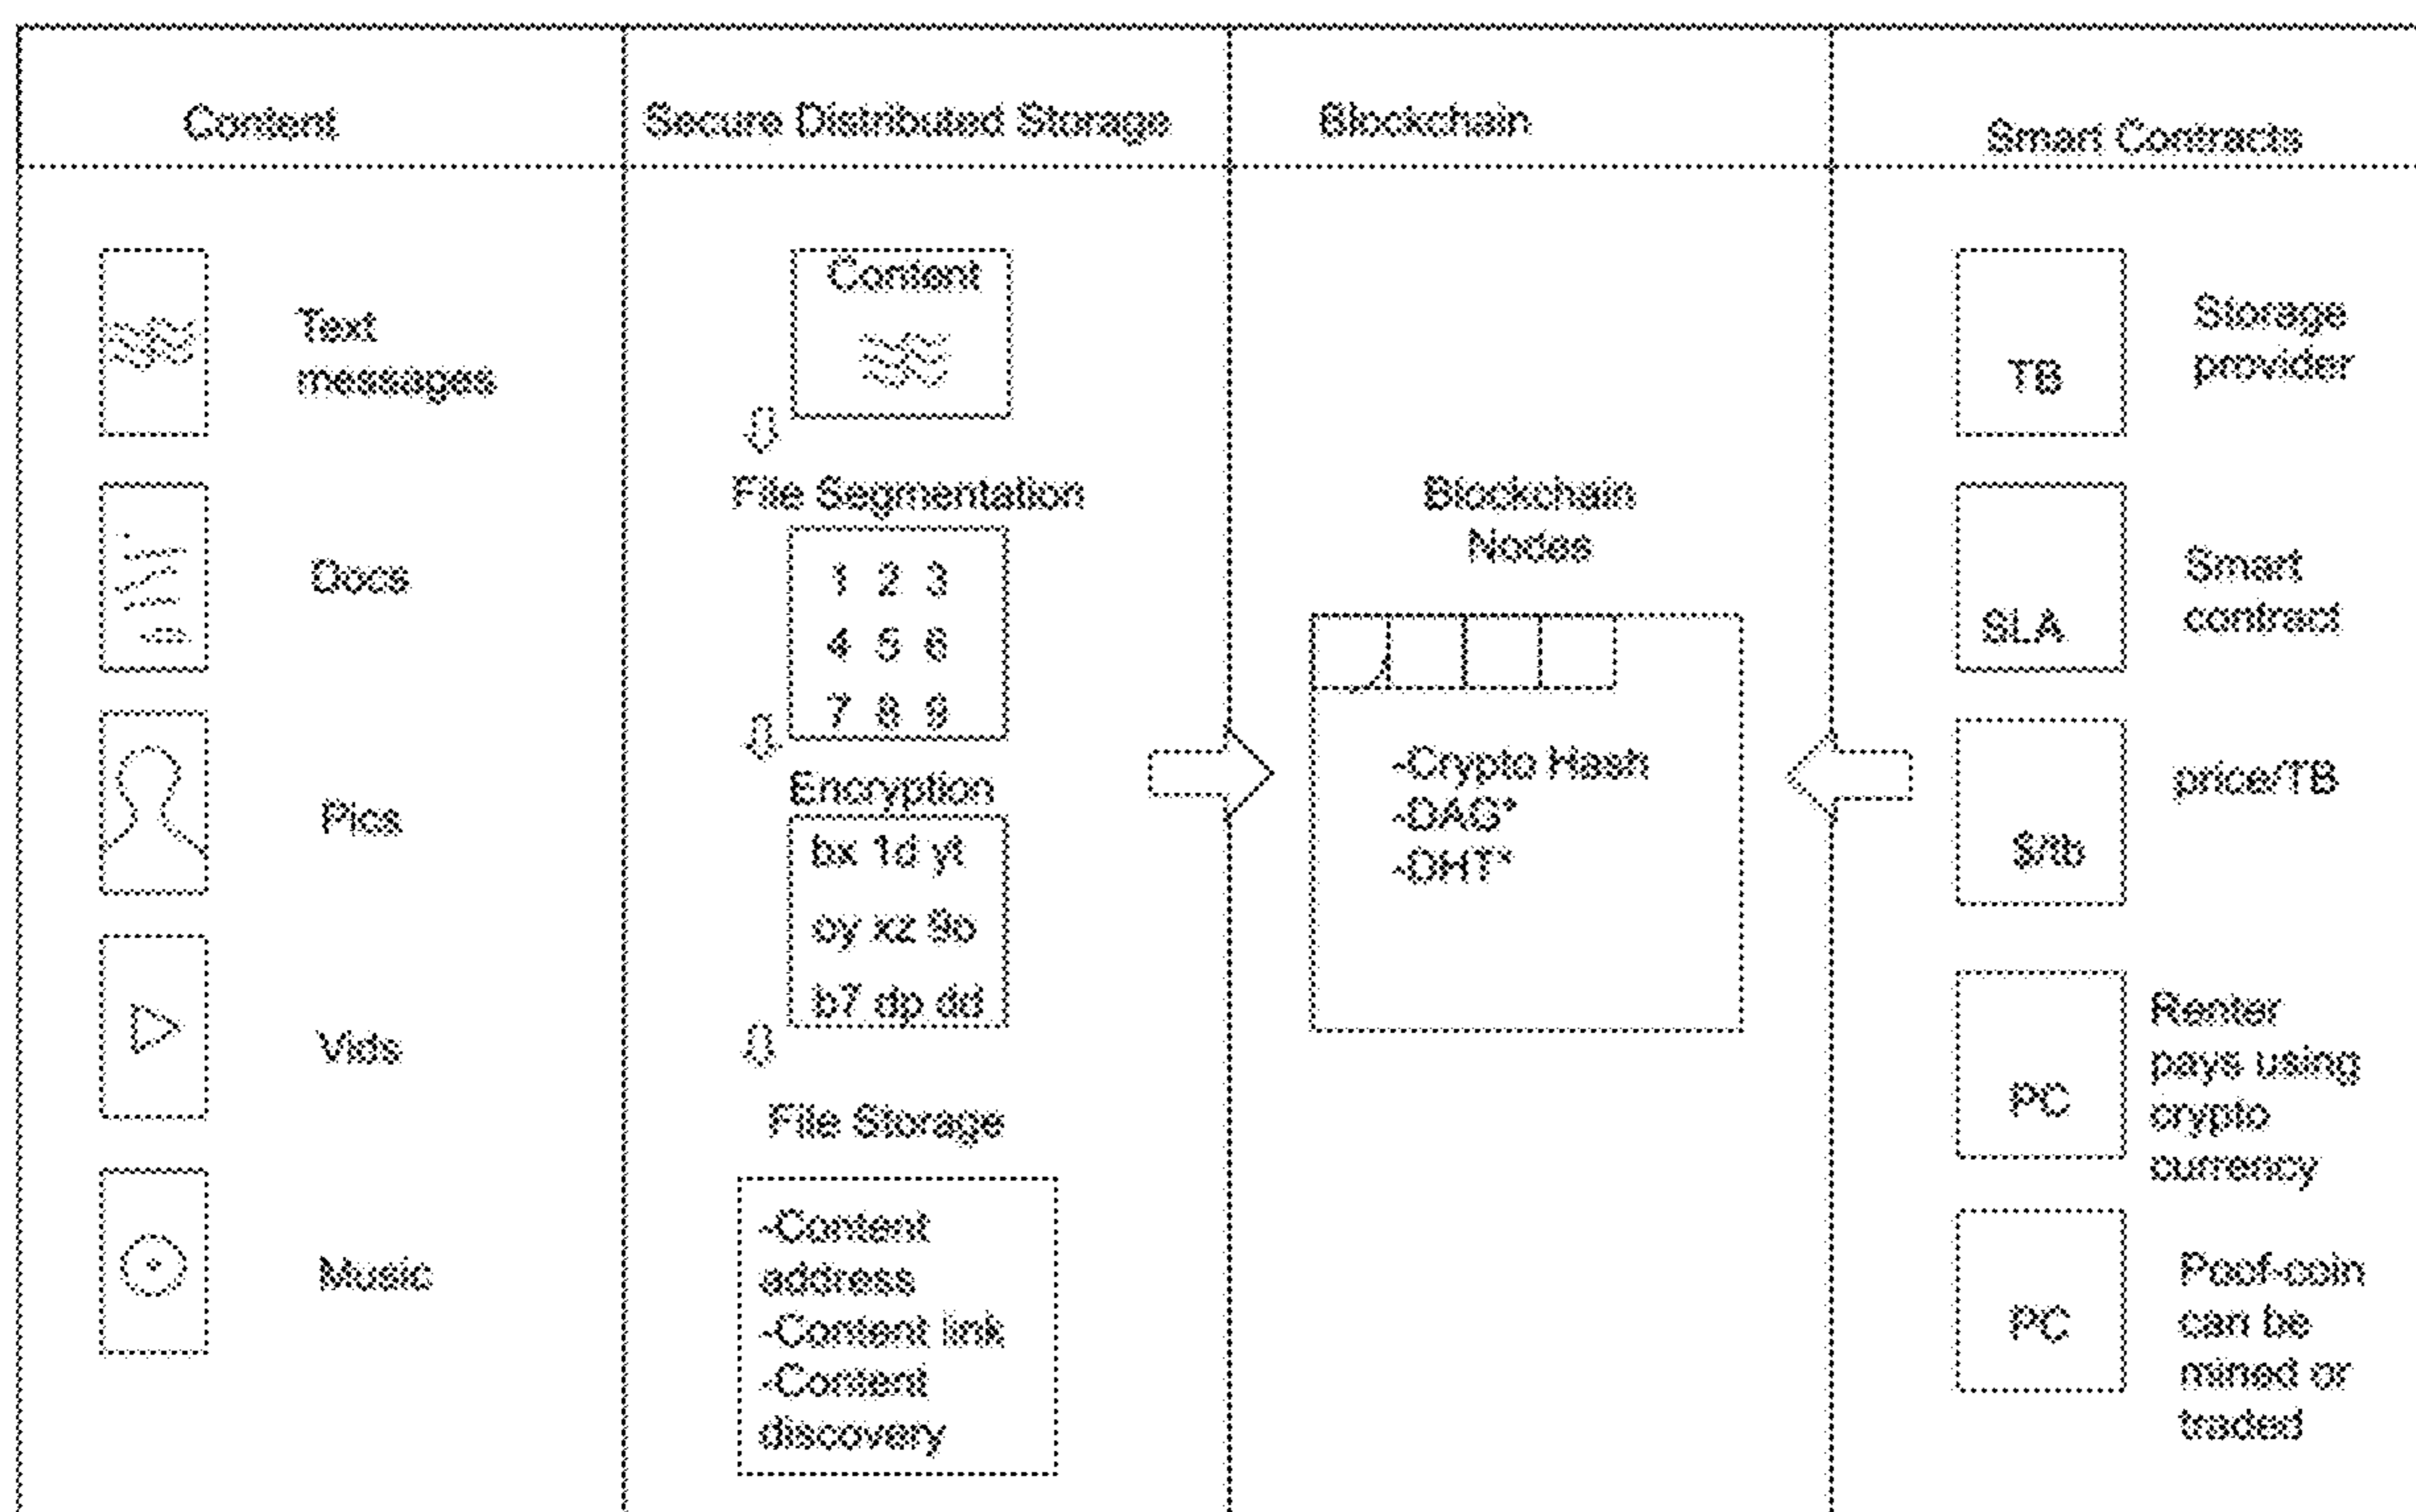 Content
Secure Distributed Storage
Blockchain
Smart Contracts
Text
messages
Docs
Pics
Vids
Music
Content
File Segmentation
1 2 3
4 5 6
7 8 9
Encryption
bx 1d yt
oy xz 9o
b7 dp dd
File Storage
-Content
address
-Content link
-Content
discovery
Blockchain
Nodes
-Crypto Hash
-DAG*
-DHT*
TB
Storage
provider
SLA
Smart
contract
$/tb
price/TB
PC
Renter
pays using
crypto
currency
PC
Poof-coin
can be
mined or
traded